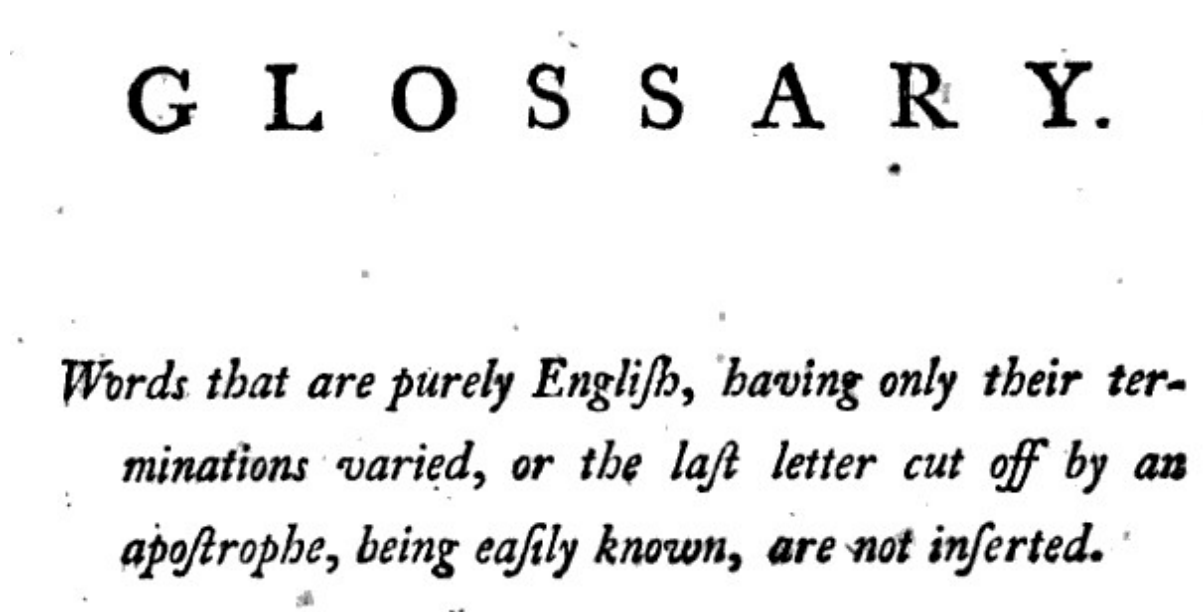 GLOSSARY.
Words that are purely Engliſh, having only their ter-
minations varied, or the laſt letter cut off by an
apoſtrophe, being eaſily known, are not inſerted.